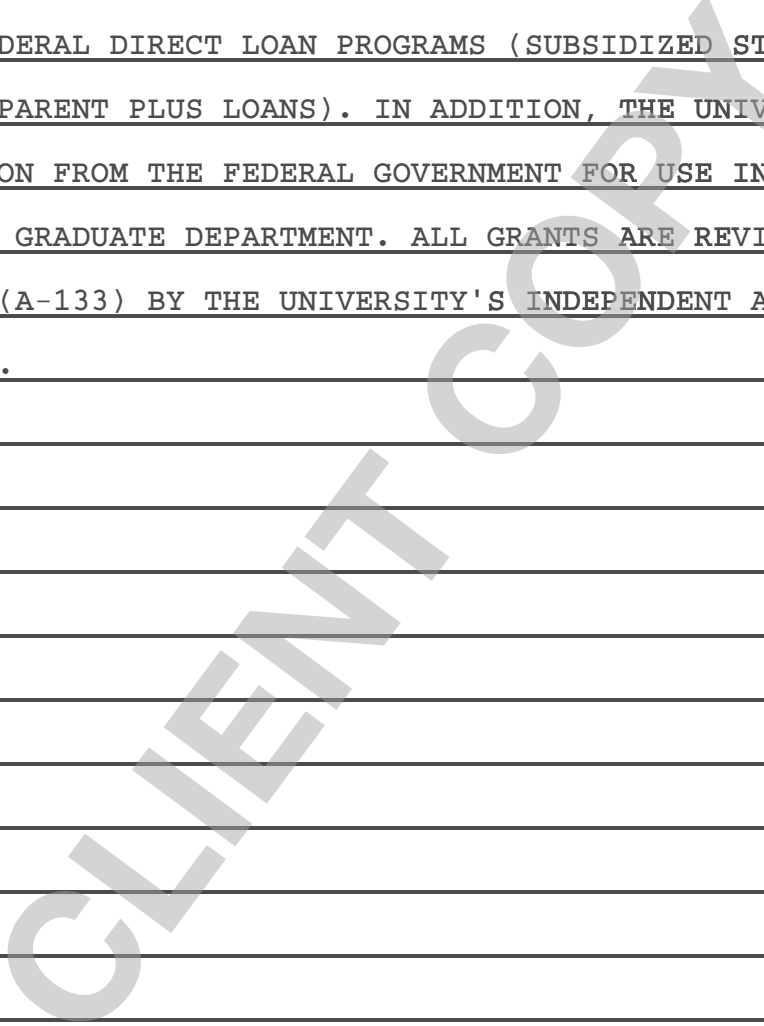 DERAL DIRECT LOAN PROGRAMS (SUBSIDIZED ST
PARENT PLUS LOANS). IN ADDITION, THE UNIV
ON FROM THE FEDERAL GOVERNMENT FOR USE IN
GRADUATE DEPARTMENT. ALL GRANTS ARE REVI
(A-133) BY THE UNIVERSITY'S INDEPENDENT A
.
CLIENT COPY